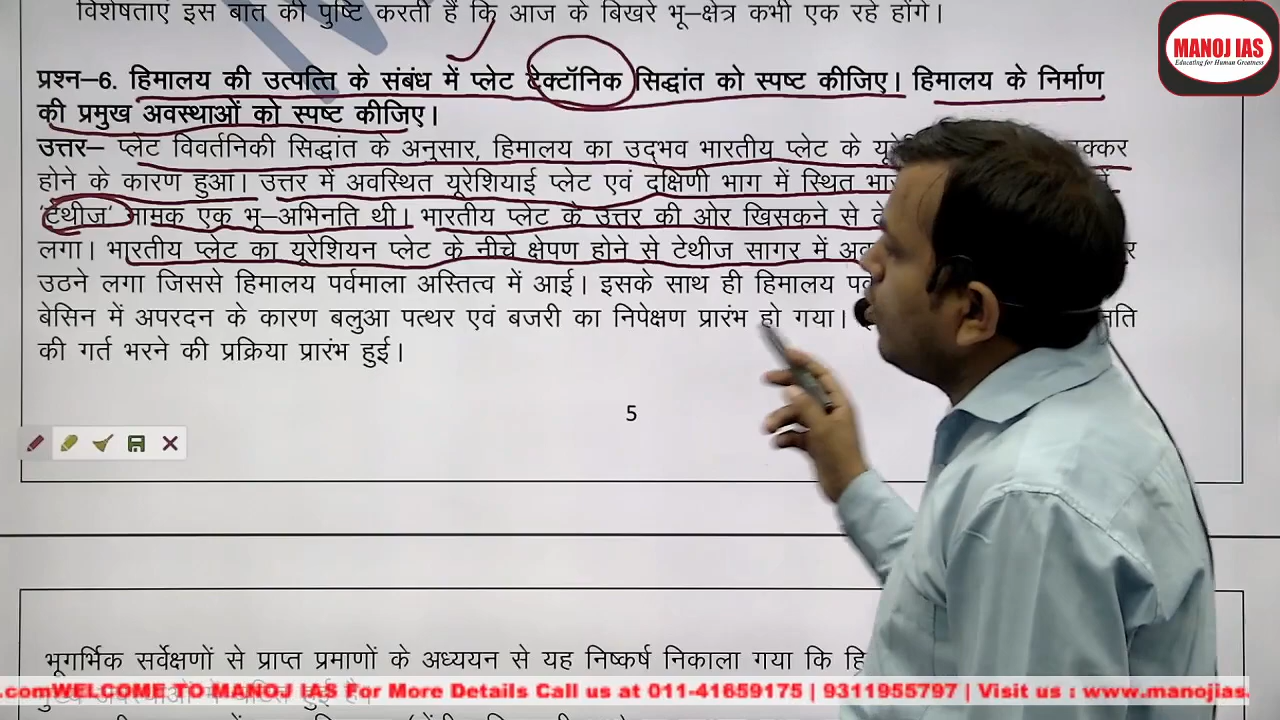 विशेषताएं इस बात की पुष्टि करती हैं कि आज के बिखरे भू–क्षेत्र कभी एक रहे होंगे।
MANOJ IAS
Educating for Human Greatness
प्रश्न–6. हिमालय की उत्पत्ति के संबंध में प्लेट टेक्टॉनिक सिद्धांत को स्पष्ट कीजिए। हिमालय के निर्माण
की प्रमुख अवस्थाओं को स्पष्ट कीजिए।
उत्तर– प्लेट विवर्तनिकी सिद्धांत के अनुसार, हिमालय का उद्भव भारतीय प्लेट के
होने के कारण हुआ। उत्तर में अवस्थित यूरेशियाई प्लेट एवं दक्षिणी भाग में स्थित
'टेथीज' नामक एक भू–अभिनति थी। भारतीय प्लेट के उत्तर की ओर खिसकने से
लगा। भारतीय प्लेट का यूरेशियन प्लेट के नीचे क्षेपण होने से टेथीज सागर में
उठने लगा जिससे हिमालय पर्वमाला अस्तित्व में आई। इसके साथ ही हिमालय
बेसिन में अपरदन के कारण बलुआ पत्थर एवं बजरी का निपेक्षण प्रारंभ हो गया।
की गर्त भरने की प्रक्रिया प्रारंभ हुई।
5
भूगर्भिक सर्वेक्षणों से प्राप्त प्रमाणों के अध्ययन से यह निष्कर्ष निकाला गया कि
.comWELCOME TO MANOJ IAS For More Details Call us at 011-41659175 | 9311955797 | Visit us : www.manojias.